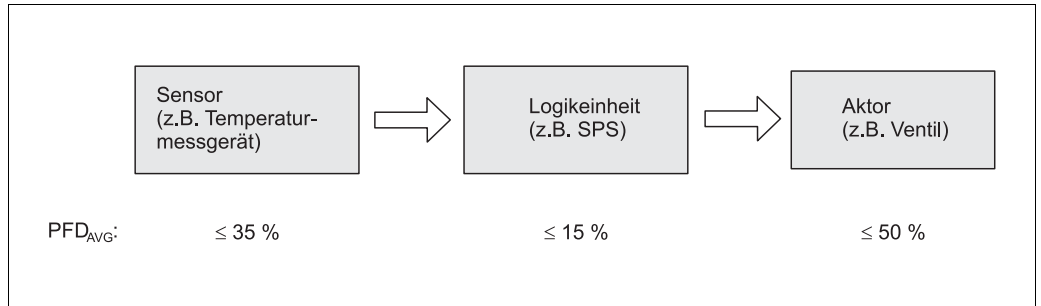 Sensor
(z.B. Temperatur-
messgerät)
Logikeinheit
(z.B. SPS)
Aktor
(z.B. Ventil)
PFDAVG: ≤ 35 % ≤ 15 % ≤ 50 %